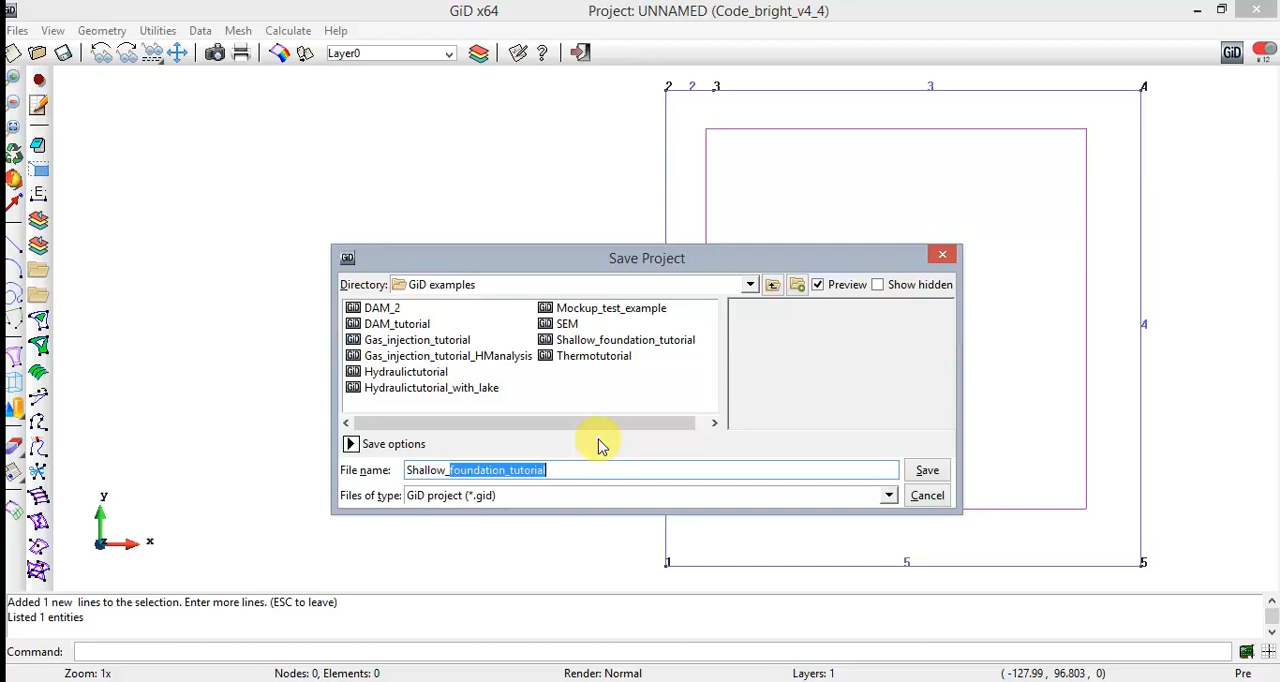 GiD x64 Project: UNNAMED (Code_bright_v4_4)
Files View Geometry Utilities Data Mesh Calculate Help
Layer0 GiD
v 12
2 2 3 3 4
Save Project
Directory: GiD examples Preview Show hidden
DAM_2 Mockup_test_example
DAM_tutorial SEM
Gas_injection_tutorial Shallow_foundation_tutorial
Gas_injection_tutorial_HManalysis Thermotutorial
Hydraulictutorial
Hydraulictutorial_with_lake
4
Save options
File name: Shallow_foundation_tutorial Save
Files of type: GiD project (*.gid) Cancel
y
z x
1 5 5
Added 1 new lines to the selection. Enter more lines. (ESC to leave)
Listed 1 entities
Command:
Zoom: 1x Nodes: 0, Elements: 0 Render: Normal Layers: 1 (-127.99, 96.803, 0) Pre